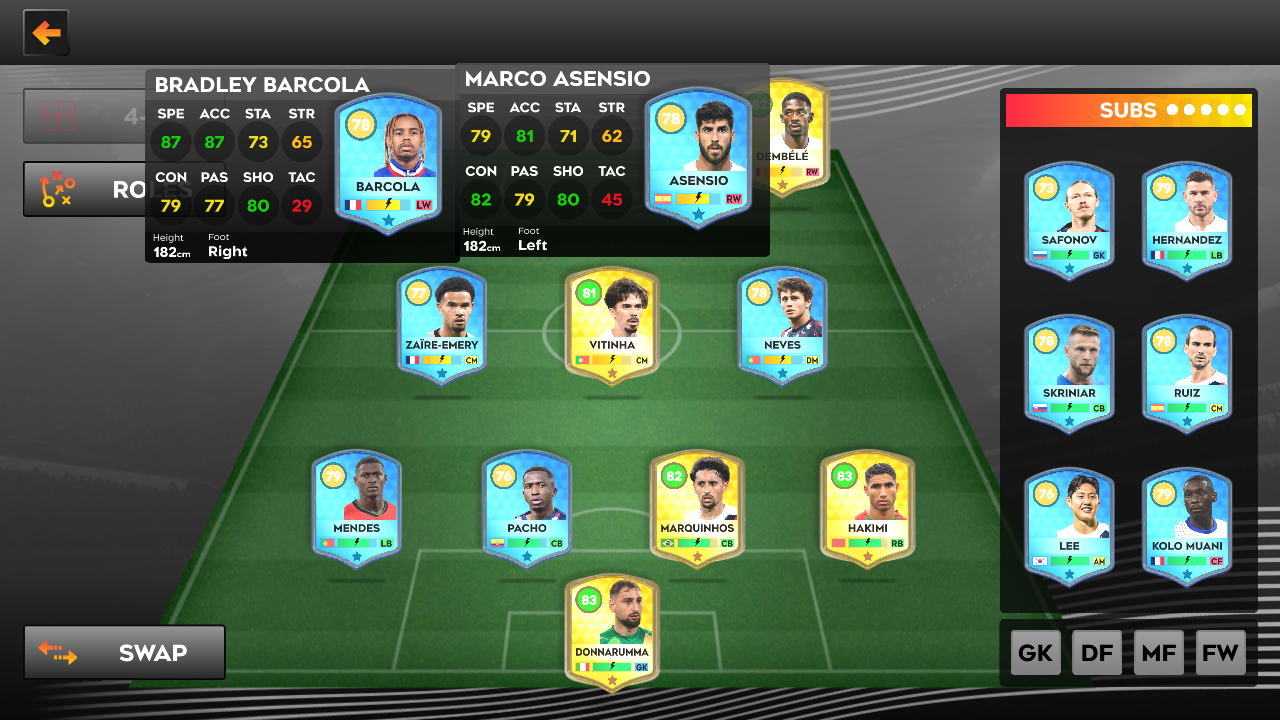 BRADLEY BARCOLA
SPE ACC STA STR
87 87 73 65
CON PAS SHO TAC
79 77 80 29
Height Foot
182cm Right
78
BARCOLA
LW
MARCO ASENSIO
SPE ACC STA STR
79 81 71 62
CON PAS SHO TAC
82 79 80 45
Height Foot
182cm Left
78
ASENSIO
RW
82
DEMBÉLÉ
RW
4-
ROLES
77
ZAÏRE-EMERY
CM
81
VITINHA
CM
78
NEVES
DM
79
MENDES
LB
76
PACHO
CB
82
MARQUINHOS
CB
83
HAKIMI
RB
83
DONNARUMMA
GK
SWAP
SUBS
73
SAFONOV
GK
79
HERNANDEZ
LB
78
SKRINIAR
CB
78
RUIZ
CM
76
LEE
AM
79
KOLO MUANI
CF
GK DF MF FW